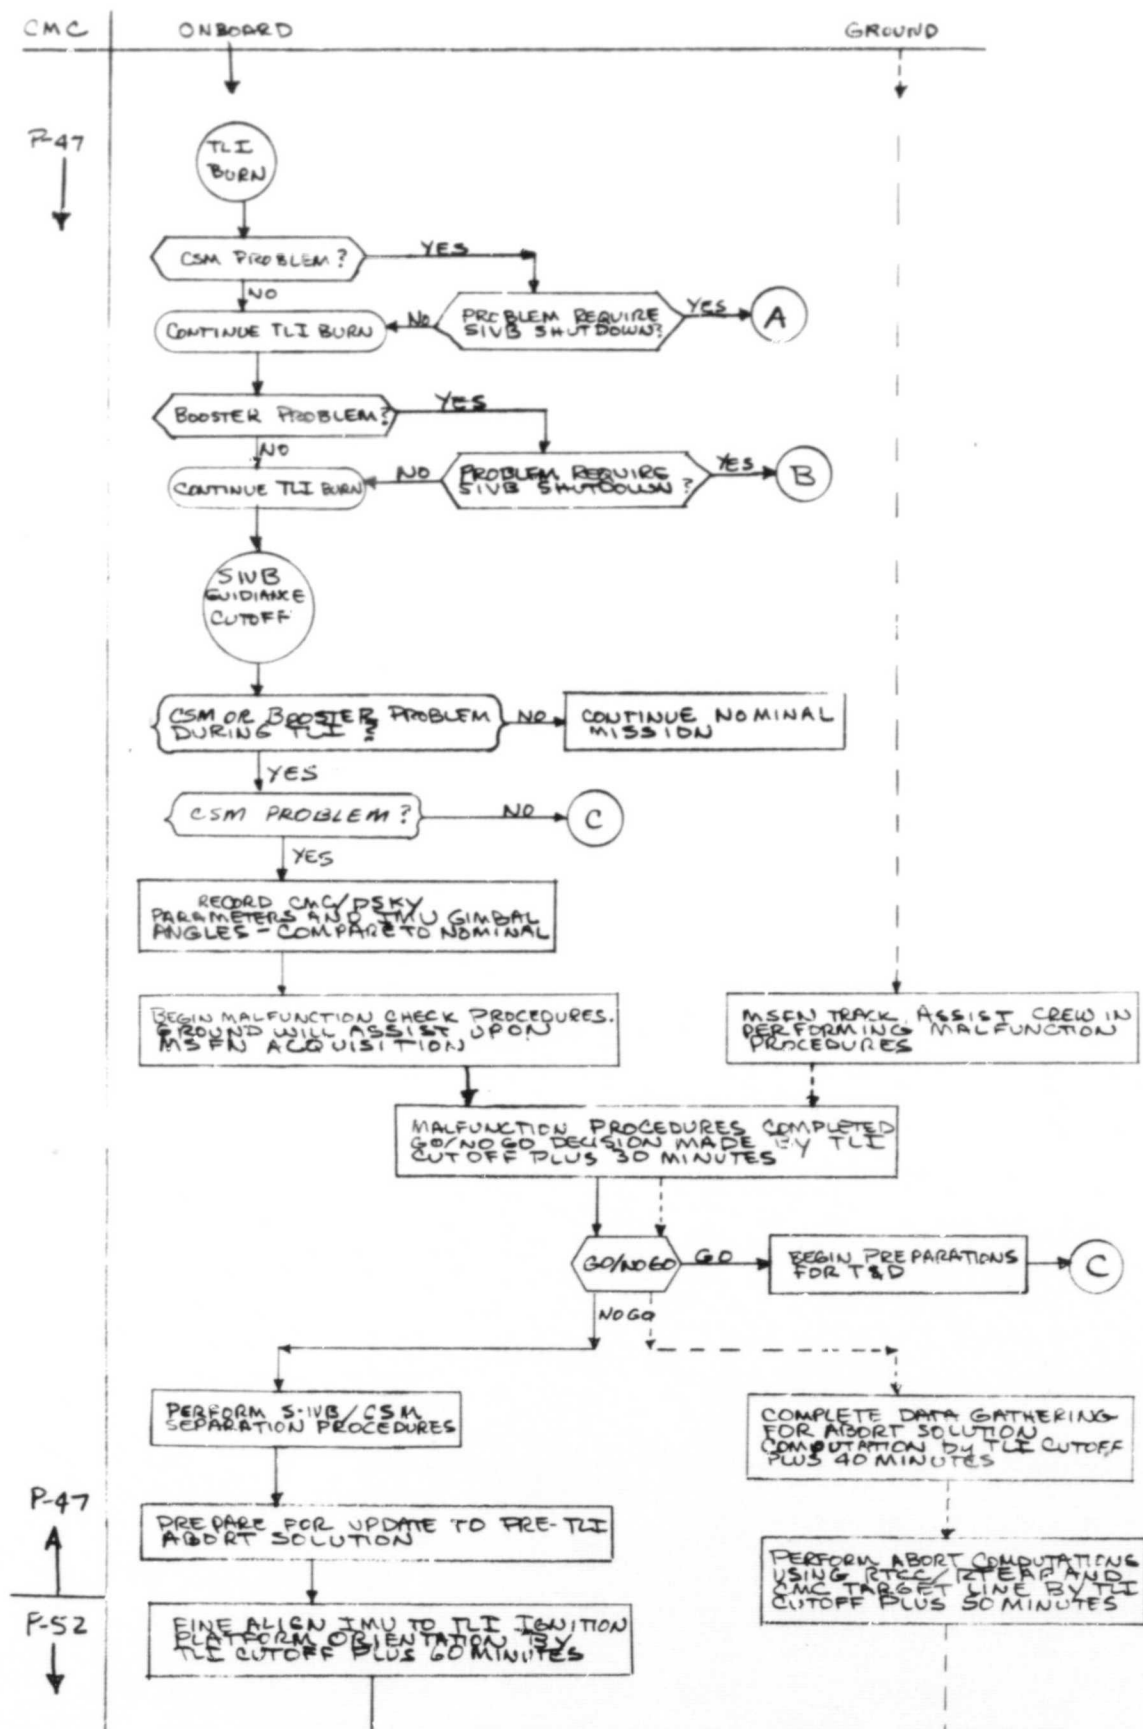 CMC ONBOARD GROUND
P-47
TLI
BURN
CSM PROBLEM? YES
NO
CONTINUE TLI BURN NO PROBLEM REQUIRE YES A
SIVB SHUTDOWN?
BOOSTER PROBLEM? YES
NO
CONTINUE TLI BURN NO PROBLEM REQUIRE YES B
SIVB SHUTDOWN?
SIVB
GUIDIANCE
CUTOFF
CSM OR BOOSTER PROBLEM NO CONTINUE NOMINAL
DURING TLI? MISSION
YES
CSM PROBLEM? NO C
YES
RECORD CMC/DSKY
PARAMETERS AND IMU GIMBAL
ANGLES - COMPARE TO NOMINAL
BEGIN MALFUNCTION CHECK PROCEDURES.
GROUND WILL ASSIST UPON
MSFN ACQUISITION
MSFN TRACK. ASSIST CREW IN
PERFORMING MALFUNCTION
PROCEDURES
MALFUNCTION PROCEDURES COMPLETED
GO/NO GO DECISION MADE BY TLI
CUTOFF PLUS 30 MINUTES
GO/NO GO GO BEGIN PREPARATIONS C
FOR T&D
NO GO
PERFORM S-IVB/CSM
SEPARATION PROCEDURES
COMPLETE DATA GATHERING
FOR ABORT SOLUTION
COMPUTATION BY TLI CUTOFF
PLUS 40 MINUTES
P-47
PREPARE FOR UPDATE TO PRE-TLI
ABORT SOLUTION
PERFORM ABORT COMPUTATIONS
USING RTCC/RTEAP AND
CMC TARGET LINE BY TLI
CUTOFF PLUS 50 MINUTES
P-52
FINE ALIGN IMU TO TLI IGNITION
PLATFORM ORIENTATION BY
TLI CUTOFF PLUS 60 MINUTES